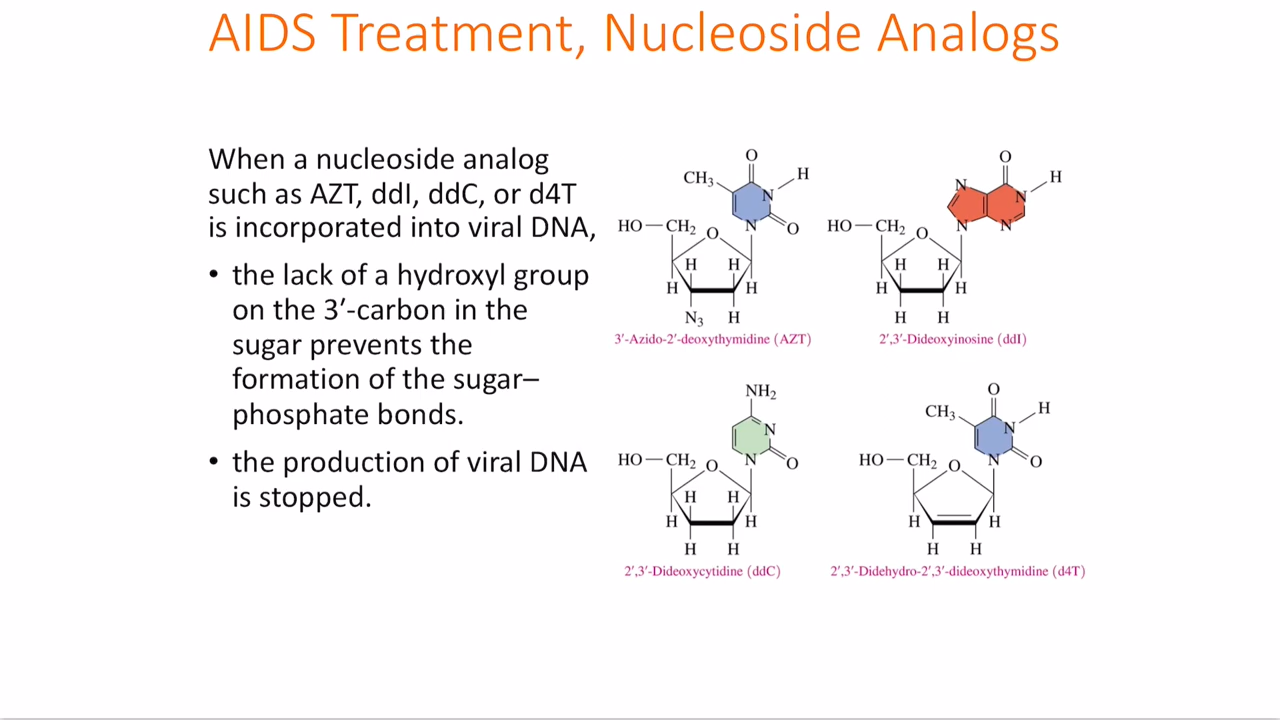 AIDS Treatment, Nucleoside Analogs
When a nucleoside analog
such as AZT, ddI, ddC, or d4T
is incorporated into viral DNA,
• the lack of a hydroxyl group
on the 3′-carbon in the
sugar prevents the
formation of the sugar–
phosphate bonds.
• the production of viral DNA
is stopped.
O
CH3
H
N
HO—CH2
O
N
O
H
H
H
H
N3
H
3′-Azido-2′-deoxythymidine (AZT)
O
H
N
N
HO—CH2
O
N
N
H
H
H
H
H
H
2′,3′-Dideoxyinosine (ddI)
NH2
N
HO—CH2
O
N
O
H
H
H
H
H
H
2′,3′-Dideoxycytidine (ddC)
O
CH3
H
N
HO—CH2
O
N
O
H
H
H
H
2′,3′-Didehydro-2′,3′-dideoxythymidine (d4T)